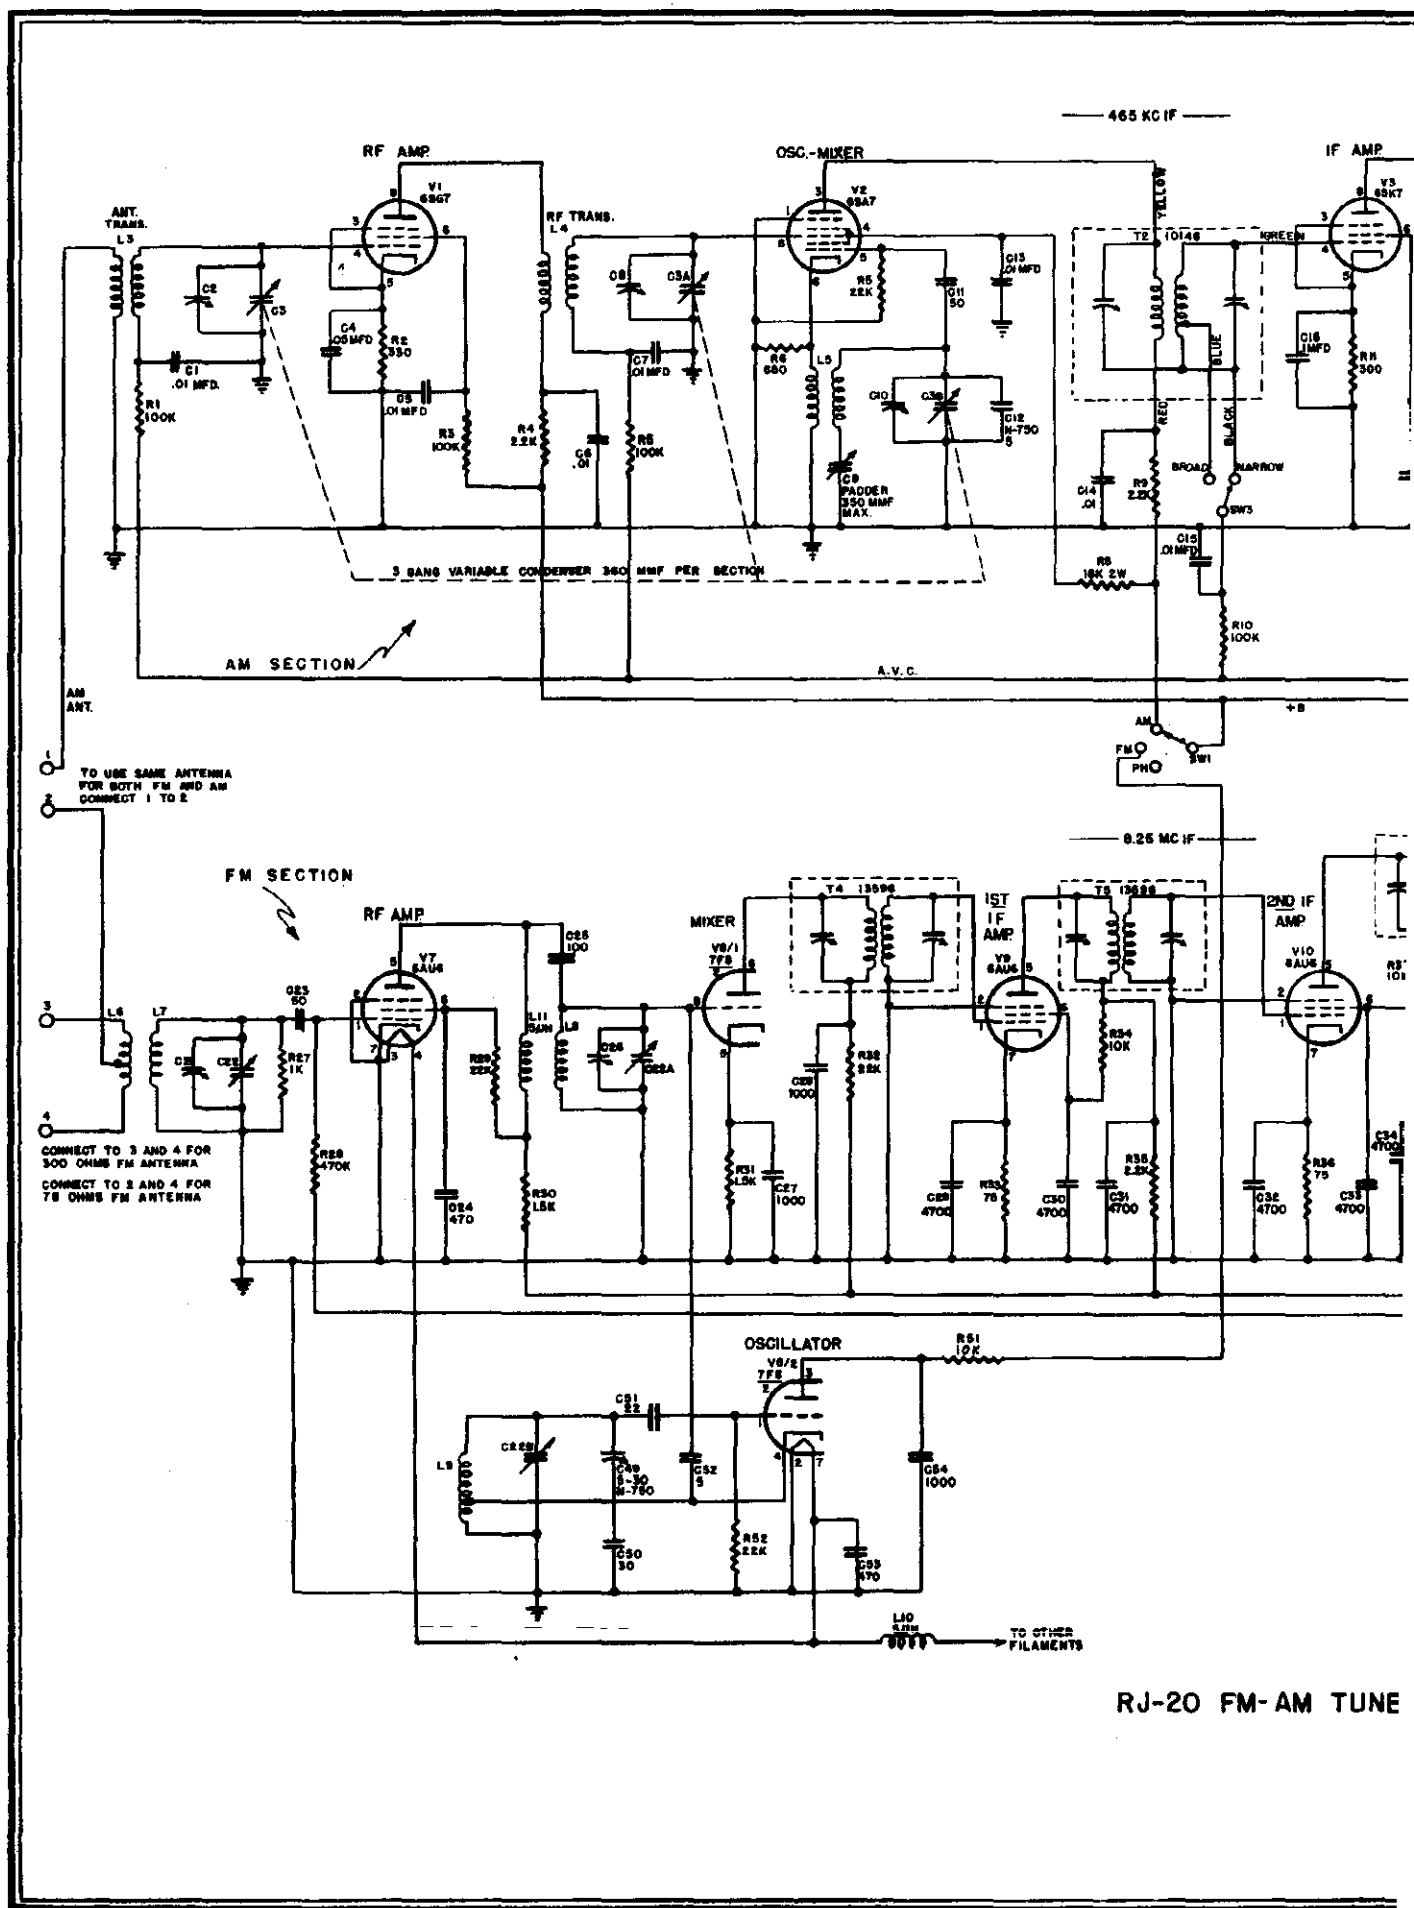 465 KC IF
RF AMP.
OSC.-MIXER
IF AMP.
V1
6SG7
V2
6SA7
V3
6SK7
ANT.
TRANS.
L3
RF TRANS.
L4
YELLOW
T2 10146
GREEN
C2
C3
C4
.05 MFD
R2
330
C8
C3A
R5
22K
C11
50
C13
.01 MFD
C16
.1 MFD
R11
300
BLUE
C1
.01 MFD.
R1
100K
C5
.01 MFD
R3
100K
R4
2.2K
C6
.01
C7
.01 MFD
R5
100K
R6
680
L5
C10
C3B
C12
N-750
5
C9
PADDER
350 MMF
MAX.
RED
BLACK
BROAD
NARROW
C14
.01
R9
2.2K
SW3
C15
.01 MFD
3 GANG VARIABLE CONDENSER 360 MMF PER SECTION
R8
18K 2W
R10
100K
AM SECTION
A.V.C.
+B
AM
ANT.
AM
FM
PH
SW1
1
TO USE SAME ANTENNA
FOR BOTH FM AND AM
CONNECT 1 TO 2
2
8.25 MC IF
FM SECTION
RF AMP.
MIXER
T4 13596
1ST
IF
AMP.
T5 13596
2ND IF
AMP.
V7
6AU6
C25
100
V8/1
7F8
V9
6AU6
V10
6AU6
3
L6
L7
C23
50
C21
C22
R27
1K
R29
22K
L11
5UH
L8
C26
C22A
C28
1000
R32
22K
R34
10K
4
CONNECT TO 3 AND 4 FOR
300 OHMS FM ANTENNA
CONNECT TO 2 AND 4 FOR
75 OHMS FM ANTENNA
R28
470K
C24
470
R30
1.5K
R31
1.5K
C27
1000
C29
4700
R33
75
C30
4700
C31
4700
R35
2.2K
C32
4700
R36
75
C33
4700
C34
4700
OSCILLATOR
V8/2
7F8
R51
10K
C51
22
L9
C22B
C49
5-30
N-750
C52
5
C54
1000
C50
30
R52
22K
C53
470
L10
TO OTHER
FILAMENTS
RJ-20 FM-AM TUNE